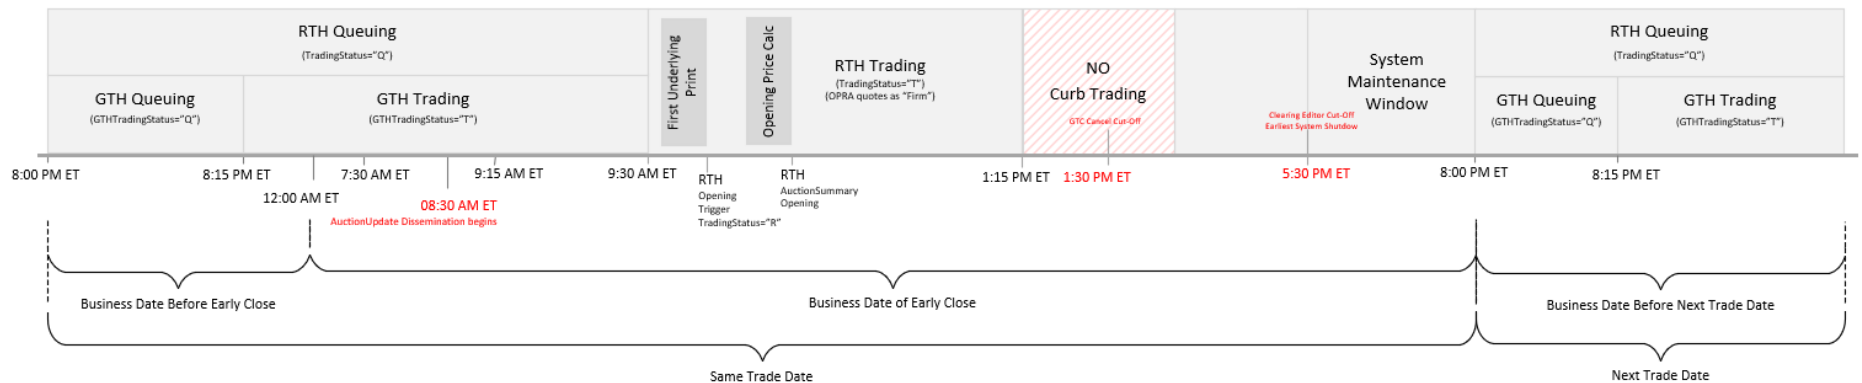 RTH Queuing
(TradingStatus="Q")
GTH Queuing
(GTHTradingStatus="Q")
GTH Trading
(GTHTradingStatus="T")
First Underlying
Print
Opening Price Calc
RTH Trading
(TradingStatus="T")
(OPRA quotes as "Firm")
NO
Curb Trading
GTC Cancel Cut-Off
Clearing Editor Cut-Off
Earliest System Shutdow
System
Maintenance
Window
RTH Queuing
(TradingStatus="Q")
GTH Queuing
(GTHTradingStatus="Q")
GTH Trading
(GTHTradingStatus="T")
8:00 PM ET
8:15 PM ET
12:00 AM ET
7:30 AM ET
08:30 AM ET
AuctionUpdate Dissemination begins
9:15 AM ET
9:30 AM ET
RTH
Opening
Trigger
TradingStatus="R"
RTH
AuctionSummary
Opening
1:15 PM ET
1:30 PM ET
5:30 PM ET
8:00 PM ET
8:15 PM ET
Business Date Before Early Close
Business Date of Early Close
Business Date Before Next Trade Date
Same Trade Date
Next Trade Date